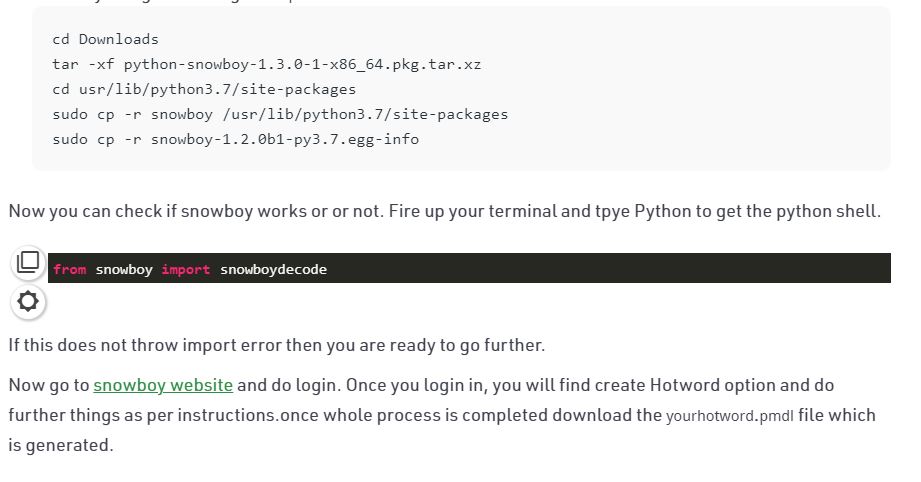 cd Downloads
tar -xf python-snowboy-1.3.0-1-x86_64.pkg.tar.xz
cd usr/lib/python3.7/site-packages
sudo cp -r snowboy /usr/lib/python3.7/site-packages
sudo cp -r snowboy-1.2.0b1-py3.7.egg-info
Now you can check if snowboy works or or not. Fire up your terminal and tpye Python to get the python shell.
from snowboy import snowboydecode
If this does not throw import error then you are ready to go further.
Now go to snowboy website and do login. Once you login in, you will find create Hotword option and do
further things as per instructions.once whole process is completed download the yourhotword.pmdl file which
is generated.